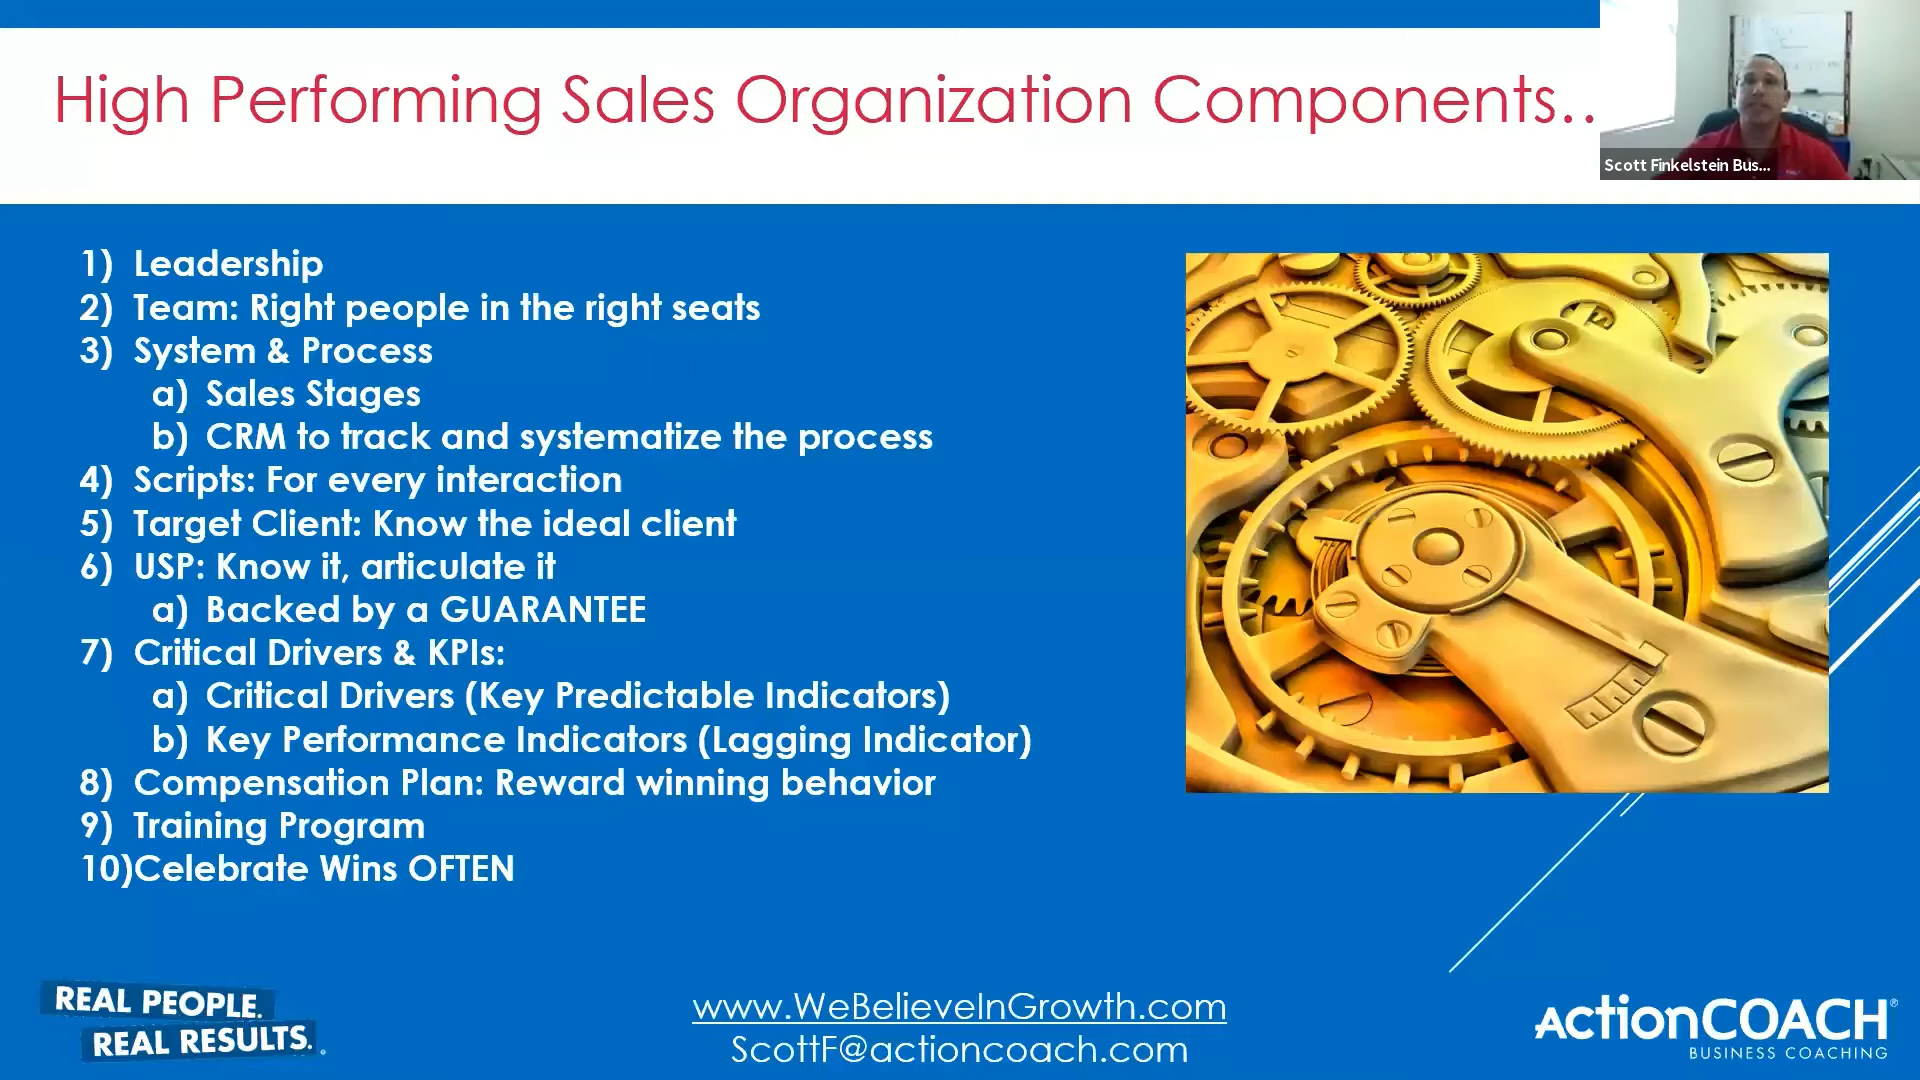 High Performing Sales Organization Components..
Scott Finkelstein Bus...
1) Leadership
2) Team: Right people in the right seats
3) System & Process
a) Sales Stages
b) CRM to track and systematize the process
4) Scripts: For every interaction
5) Target Client: Know the ideal client
6) USP: Know it, articulate it
a) Backed by a GUARANTEE
7) Critical Drivers & KPIs:
a) Critical Drivers (Key Predictable Indicators)
b) Key Performance Indicators (Lagging Indicator)
8) Compensation Plan: Reward winning behavior
9) Training Program
10)Celebrate Wins OFTEN
REAL PEOPLE.
REAL RESULTS.
www.WeBelieveInGrowth.com
ScottF@actioncoach.com
ActionCOACH®
BUSINESS COACHING